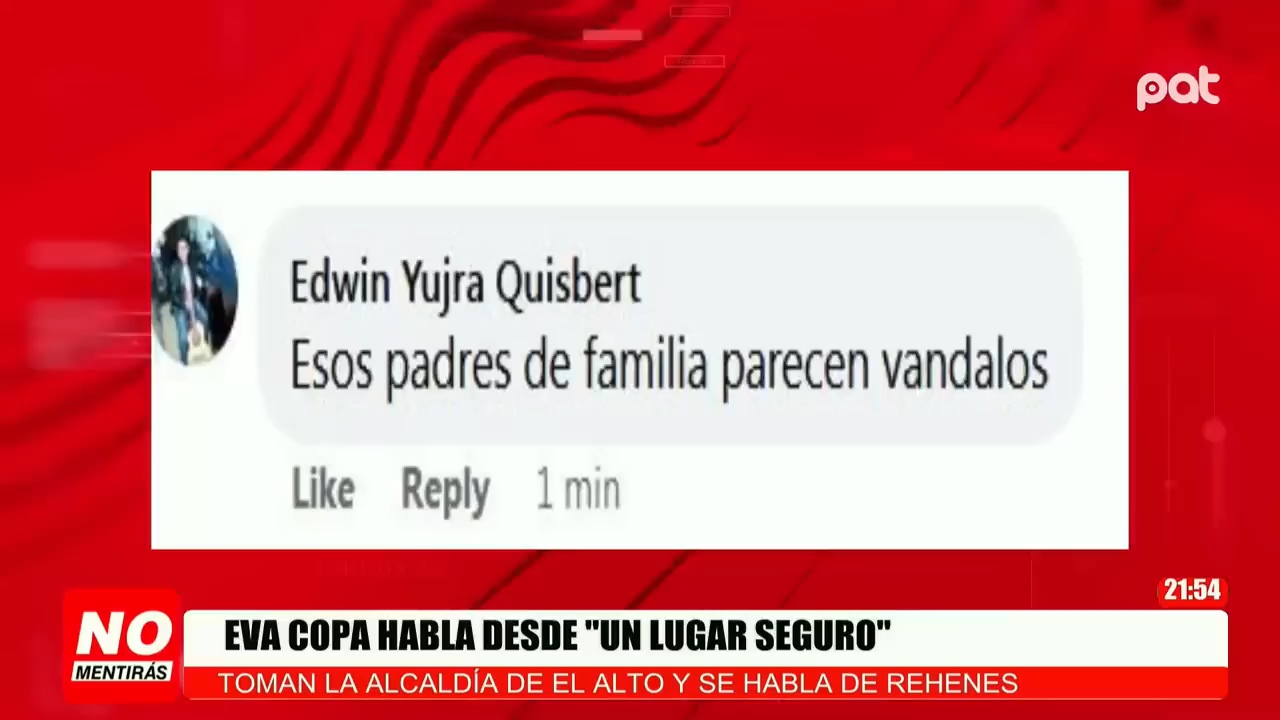 pat
Edwin Yujra Quisbert
Esos padres de familia parecen vandalos
Like Reply 1 min
21:54
NO
MENTIRÁS
EVA COPA HABLA DESDE "UN LUGAR SEGURO"
TOMAN LA ALCALDÍA DE EL ALTO Y SE HABLA DE REHENES